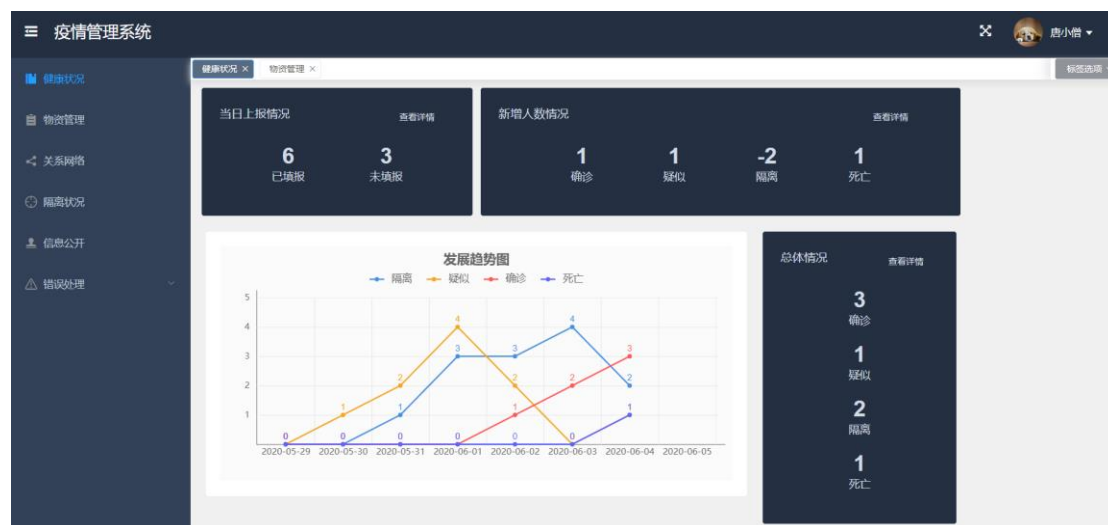 疫情管理系统
唐小僧
健康状况
物资管理
关系网络
隔离状况
信息公开
错误处理
健康状况 × 物资管理 ×
标签选项
当日上报情况 查看详情
6 3
已填报 未填报
新增人数情况 查看详情
1 1 -2 1
确诊 疑似 隔离 死亡
发展趋势图
隔离 疑似 确诊 死亡
5
4
3
2
1
4 4
3 3 3
2 2 2 2
1 1 1 1
0 0 0 0 0 0
2020-05-29 2020-05-30 2020-05-31 2020-06-01 2020-06-02 2020-06-03 2020-06-04 2020-06-05
总体情况 查看详情
3
确诊
1
疑似
2
隔离
1
死亡